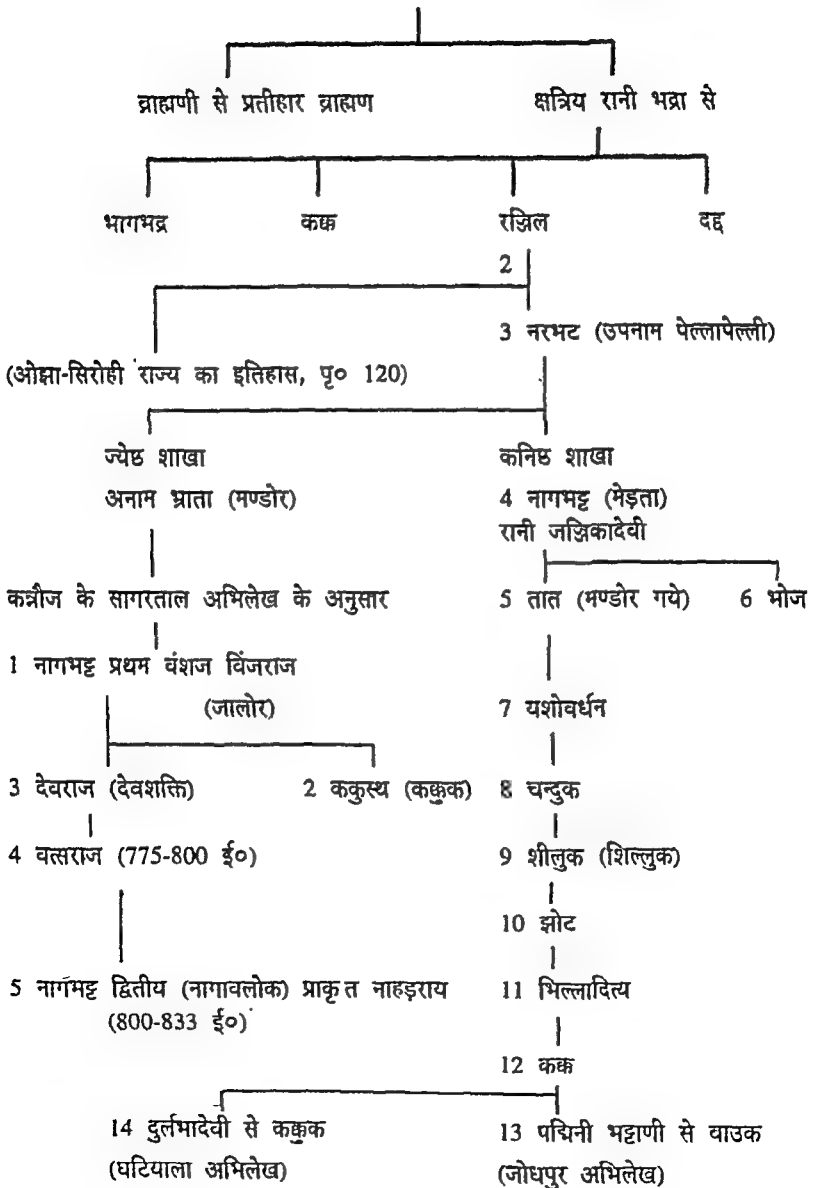 व्राह्मणी से प्रतीहार व्राह्मण क्षत्रिय रानी भद्रा से
भागभद्र कक्क रज्जिल दद्द
2
3 नरभट (उपनाम पेल्लापेल्ली)
(ओझा-सिरोही राज्य का इतिहास, पृ० 120)
ज्येष्ठ शाखा कनिष्ठ शाखा
अनाम भ्राता (मण्डोर) 4 नागभट्ट (मेड़ता)
रानी जज्जिकादेवी
कन्नौज के सागरताल अभिलेख के अनुसार 5 तात (मण्डोर गये) 6 भोज
1 नागभट्ट प्रथम वंशज विंजराज
(जालोर) 7 यशोवर्धन
3 देवराज (देवशक्ति) 2 ककुस्थ (कक्कुक) 8 चन्दुक
4 वत्सराज (775-800 ई०) 9 शीलुक (शिल्लुक)
10 झोट
5 नागभट्ट द्वितीय (नागावलोक) प्राकृत नाहड़राय 11 भिल्लादित्य
(800-833 ई०)
12 कक्क
14 दुर्लभादेवी से कक्कुक 13 पद्मिनी भट्टाणी से वाउक
(घटियाला अभिलेख) (जोधपुर अभिलेख)